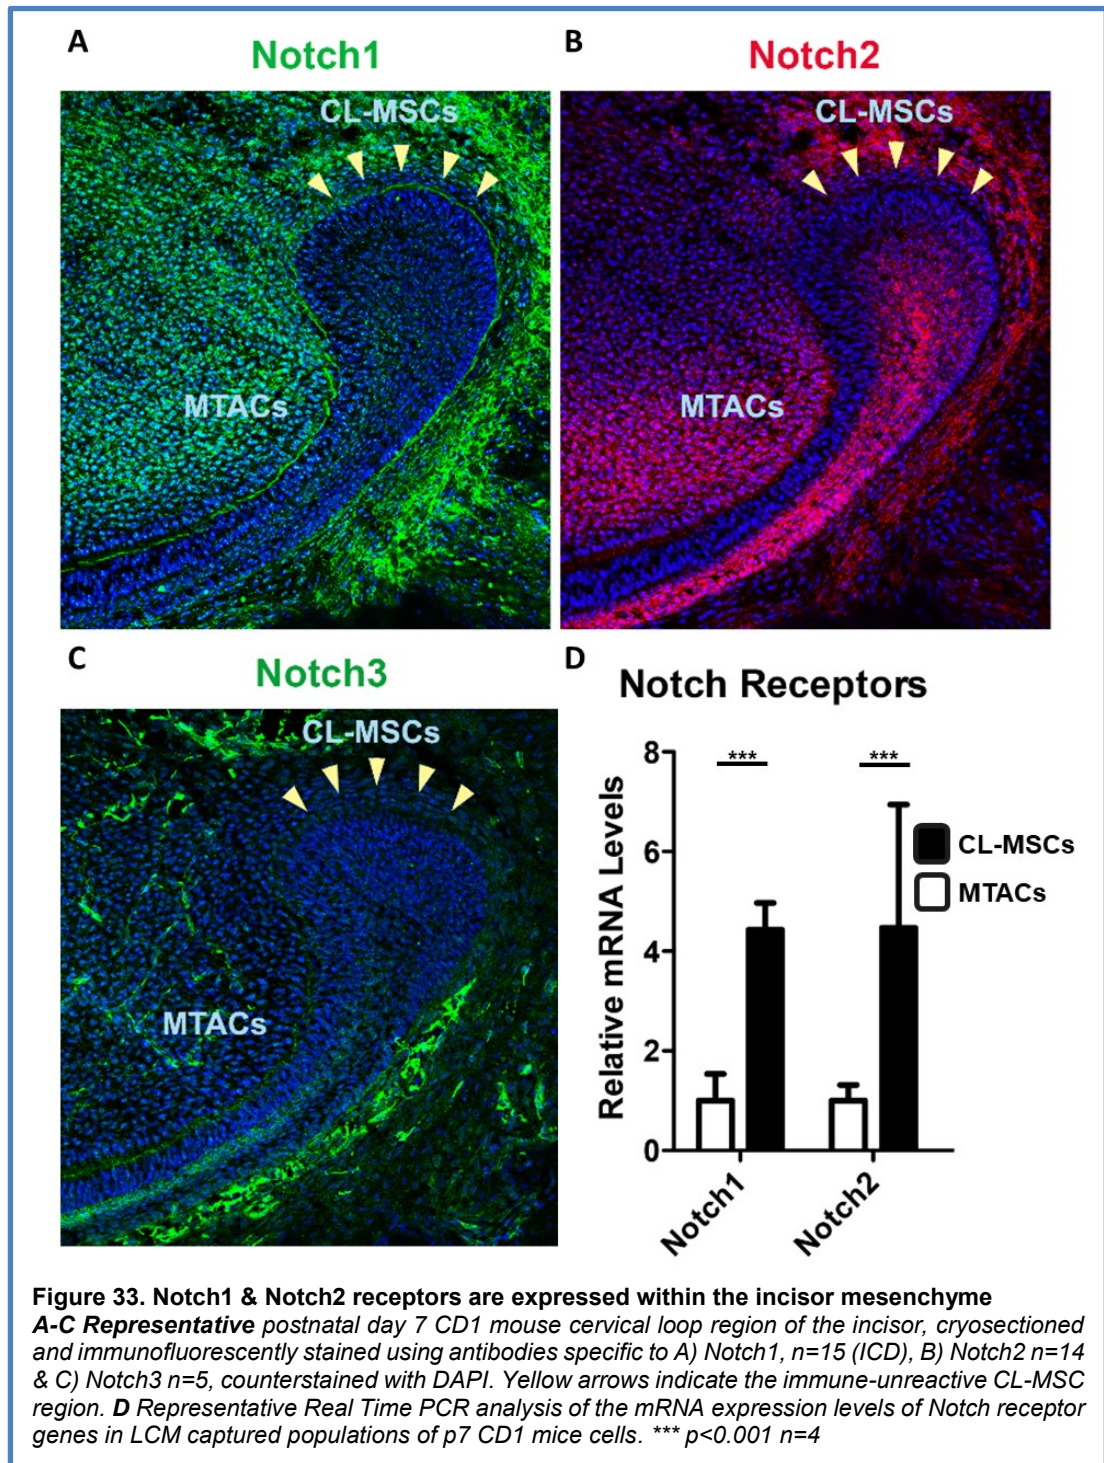 A
Notch1
CL-MSCs
MTACs
B
Notch2
CL-MSCs
MTACs
C
Notch3
CL-MSCs
MTACs
D
Notch Receptors
Relative mRNA Levels
8
6
4
2
0
***
***
CL-MSCs
MTACs
Notch1
Notch2
Figure 33. Notch1 & Notch2 receptors are expressed within the incisor mesenchyme
A-C Representative postnatal day 7 CD1 mouse cervical loop region of the incisor, cryosectioned
and immunofluorescently stained using antibodies specific to A) Notch1, n=15 (ICD), B) Notch2 n=14
& C) Notch3 n=5, counterstained with DAPI. Yellow arrows indicate the immune-unreactive CL-MSC
region. D Representative Real Time PCR analysis of the mRNA expression levels of Notch receptor
genes in LCM captured populations of p7 CD1 mice cells. *** p<0.001 n=4